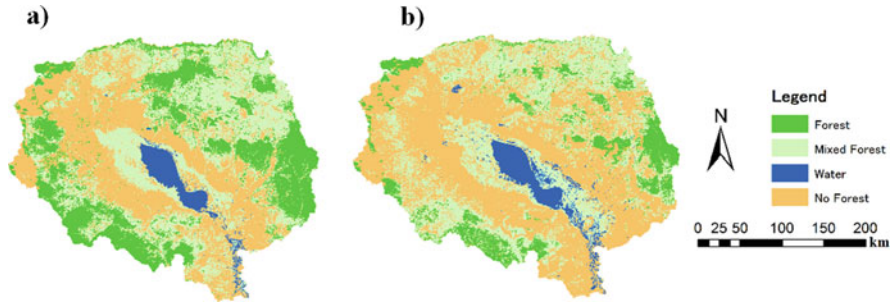 a)
b)
N
Legend
Forest
Mixed Forest
Water
No Forest
0 25 50 100 150 200
km